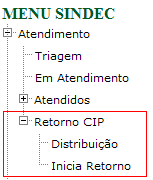 MENU SINDEC
Atendimento
Triagem
Em Atendimento
Atendidos
Retorno CIP
Distribuição
Inicia Retorno